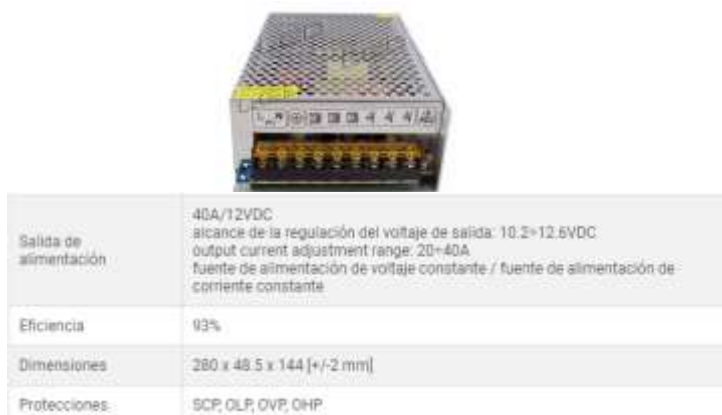 Salida de
alimentación
40A/12VDC
alcance de la regulación del voltaje de salida: 10.2÷12.6VDC
output current adjustment range: 20÷40A
fuente de alimentación de voltaje constante / fuente de alimentación de
corriente constante
Eficiencia
93%
Dimensiones
280 x 48.5 x 144 [+/-2 mm]
Protecciones
SCP, OLP, OVP, OHP